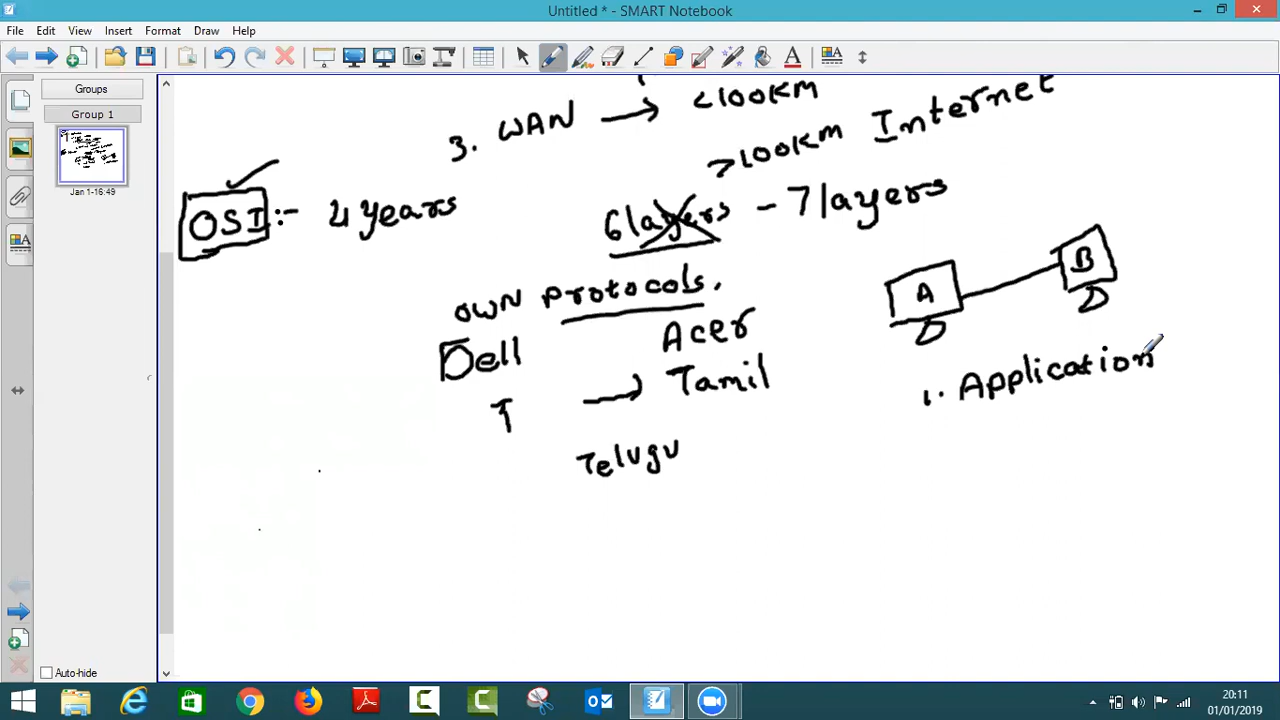 Untitled * - SMART Notebook
File Edit View Insert Format Draw Help
Groups
Group 1
Jan 1-16:49
<100KM
3. WAN → >100KM Internet
OSI :- 4 years 6 layers - 7 layers
OWN Protocols.
Dell Acer
T → Tamil
Telugu
A B
1. Application
Auto-hide
20:11
01/01/2019